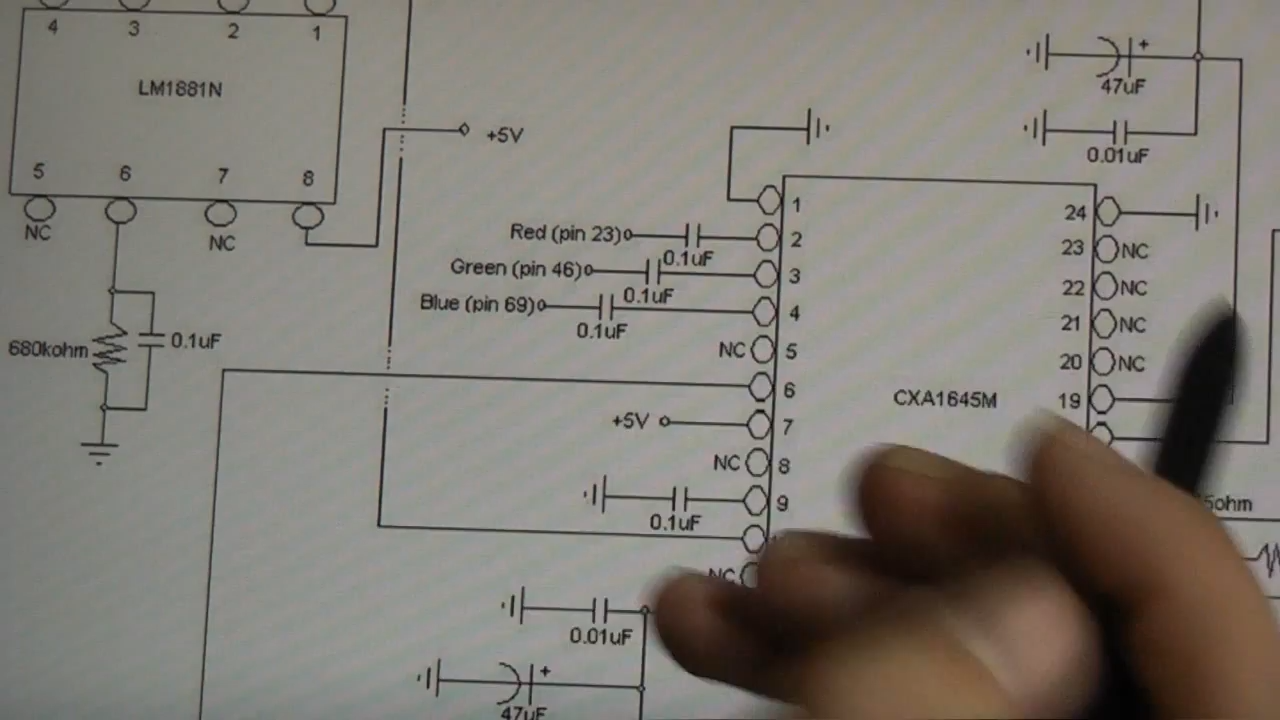 4 3 2 1
LM1881N
5 6 7 8
NC
NC
+5V
+
47uF
0.01uF
680kohm
0.1uF
Red (pin 23)
0.1uF
Green (pin 46)
0.1uF
Blue (pin 69)
0.1uF
NC
+5V
NC
0.1uF
NC
1
2
3
4
5
6
7
8
9
CXA1645M
24
23 NC
22 NC
21 NC
20 NC
19
5ohm
0.01uF
+
47uF